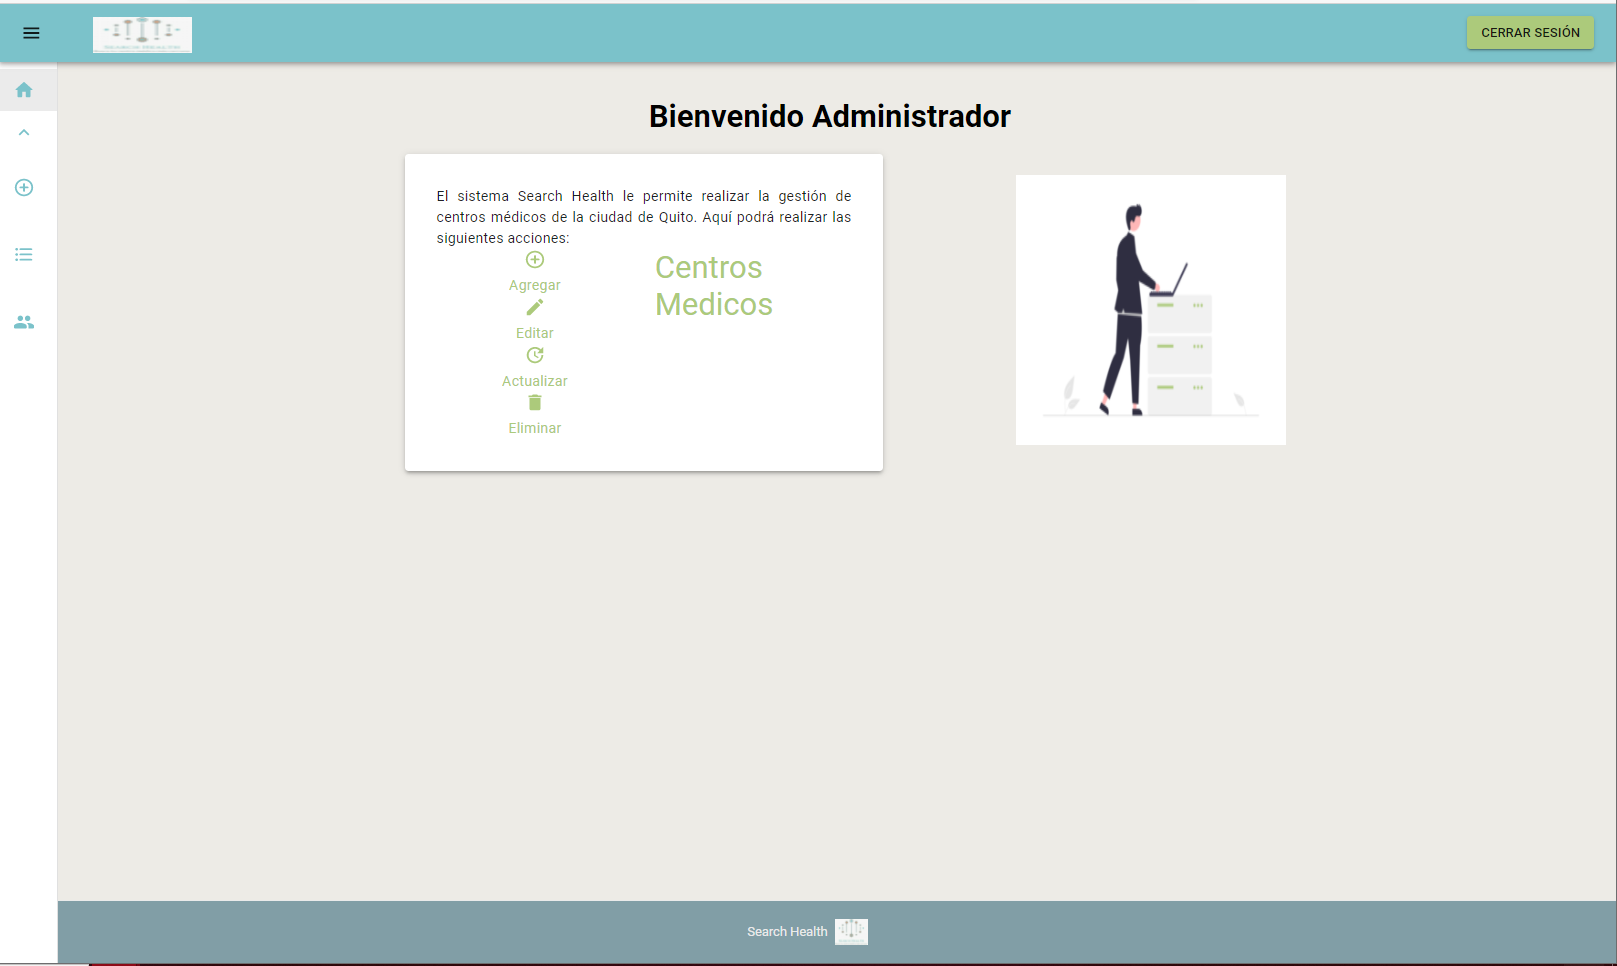 CERRAR SESIÓN
Bienvenido Administrador
El sistema Search Health le permite realizar la gestión de
centros médicos de la ciudad de Quito. Aquí podrá realizar las
siguientes acciones:
Agregar
Editar
Actualizar
Eliminar
Centros
Medicos
Search Health